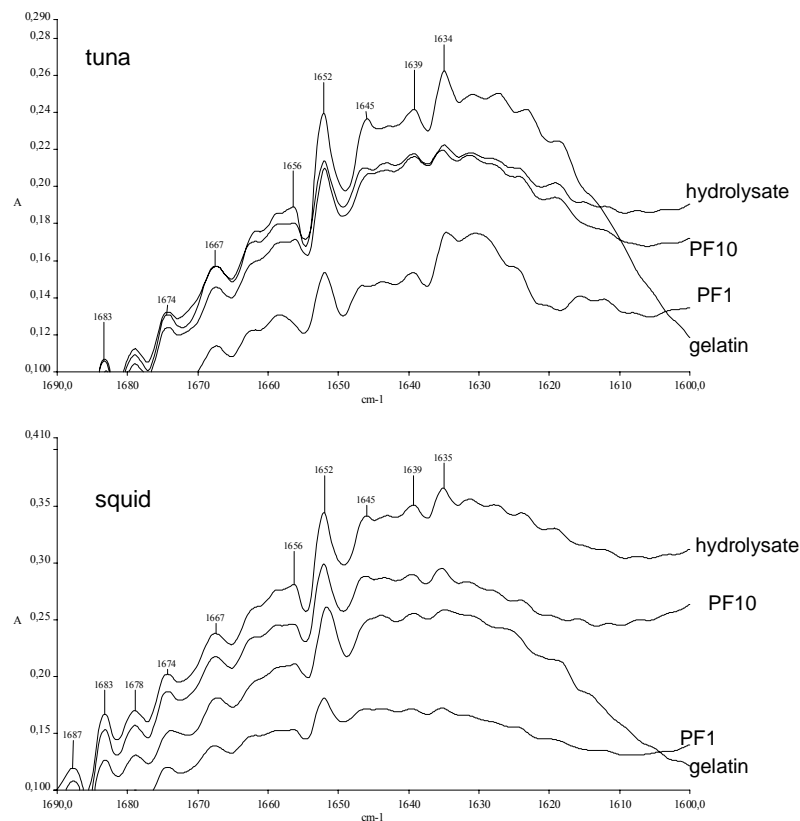 0,290
0,28
tuna
1634
1652
0,26
1639
1645
0,24
0,22
1656
0,20
hydrolysate
A
0,18
1667
PF10
0,16
1674
0,14
PF1
1683
0,12
gelatin
0,100
1690,0 1680 1670 1660 1650 1640 1630 1620 1610 1600,0
cm-1
0,410
squid
1652
1635
1639
1645
0,35
hydrolysate
1656
0,30
PF10
0,25
1667
A
0,20
1674
1683 1678
1687
0,15
PF1
gelatin
0,100
1690,0 1680 1670 1660 1650 1640 1630 1620 1610 1600,0
cm-1